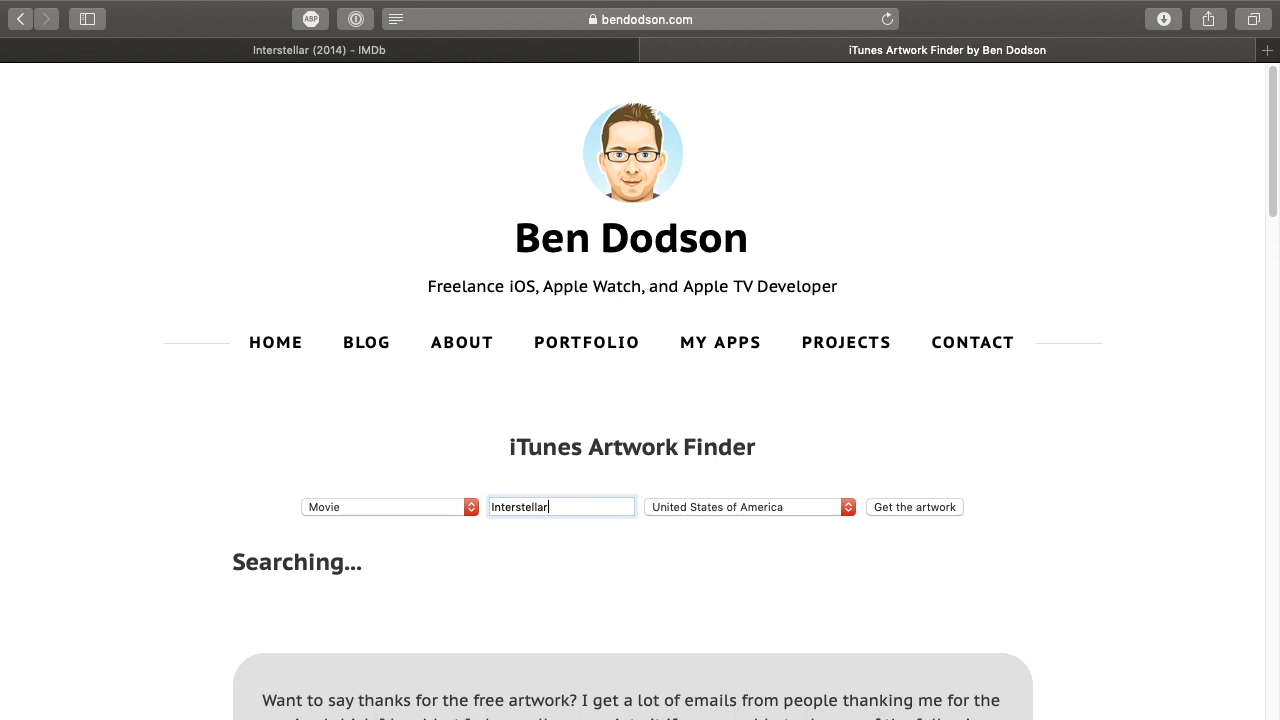 ABP
bendodson.com
Interstellar (2014) - IMDb
iTunes Artwork Finder by Ben Dodson
Ben Dodson
Freelance iOS, Apple Watch, and Apple TV Developer
HOME BLOG ABOUT PORTFOLIO MY APPS PROJECTS CONTACT
iTunes Artwork Finder
Movie Interstellar United States of America Get the artwork
Searching...
Want to say thanks for the free artwork? I get a lot of emails from people thanking me for the